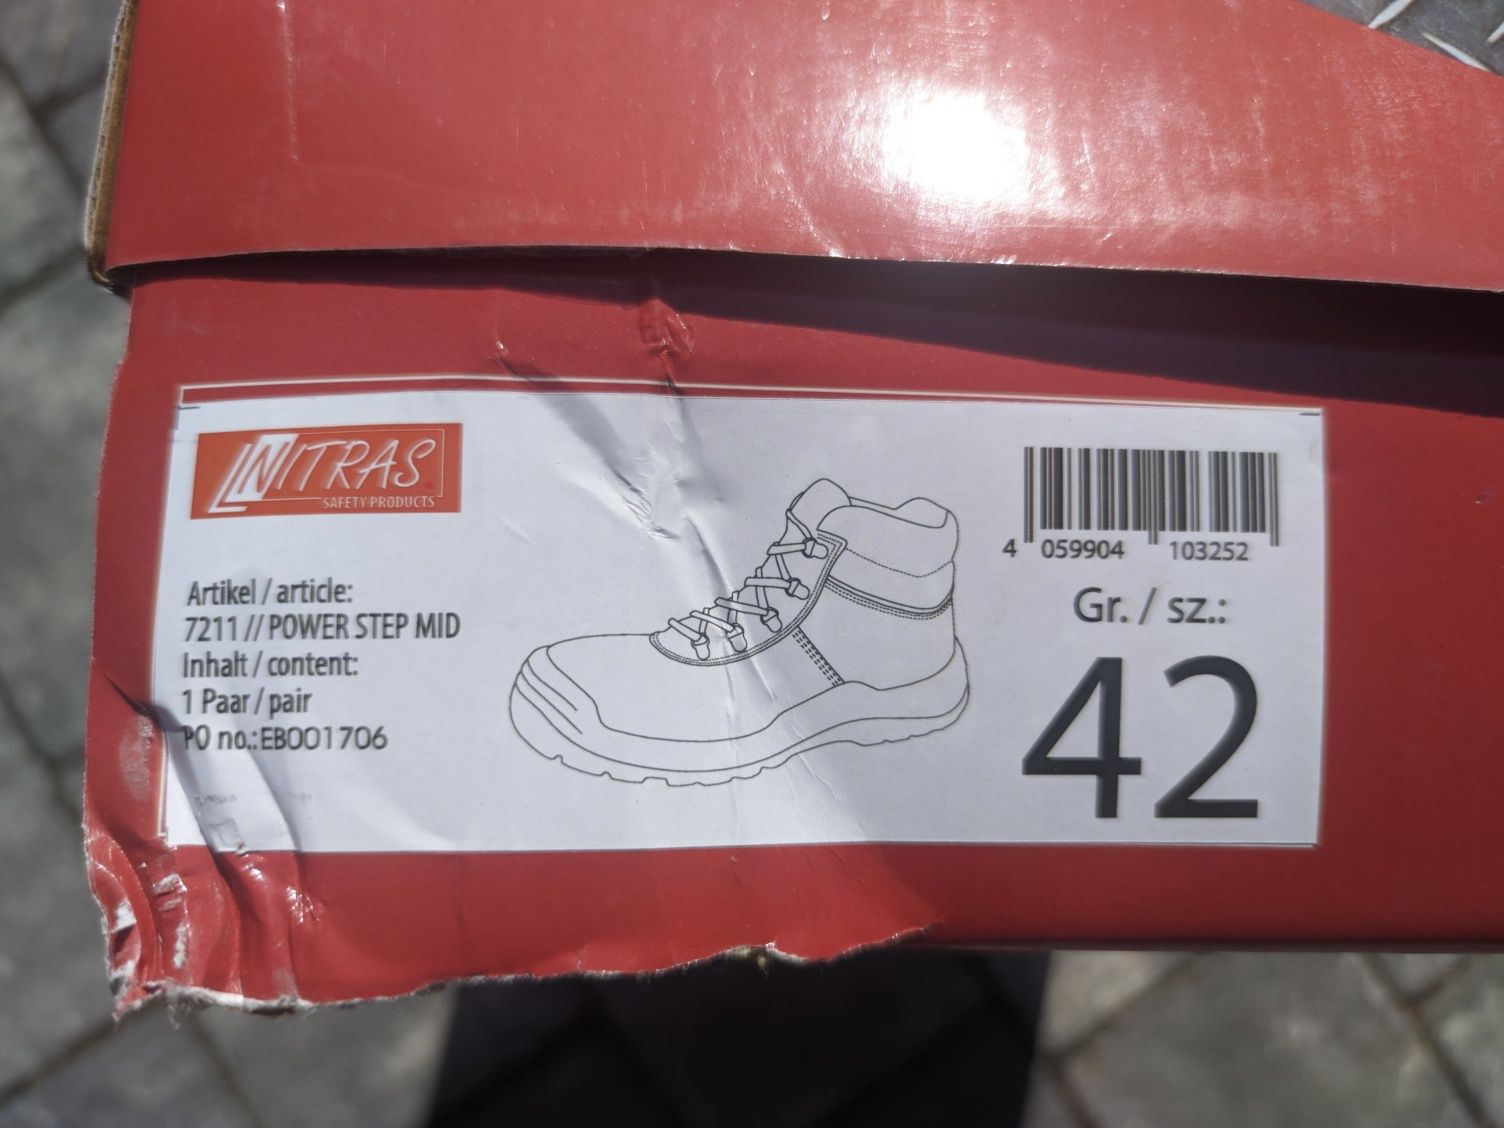 NITRAS
SAFETY PRODUCTS
Artikel / article:
7211 // POWER STEP MID
Inhalt / content:
1 Paar / pair
PO no.:EB001706
4 059904 103252
Gr. / sz.:
42